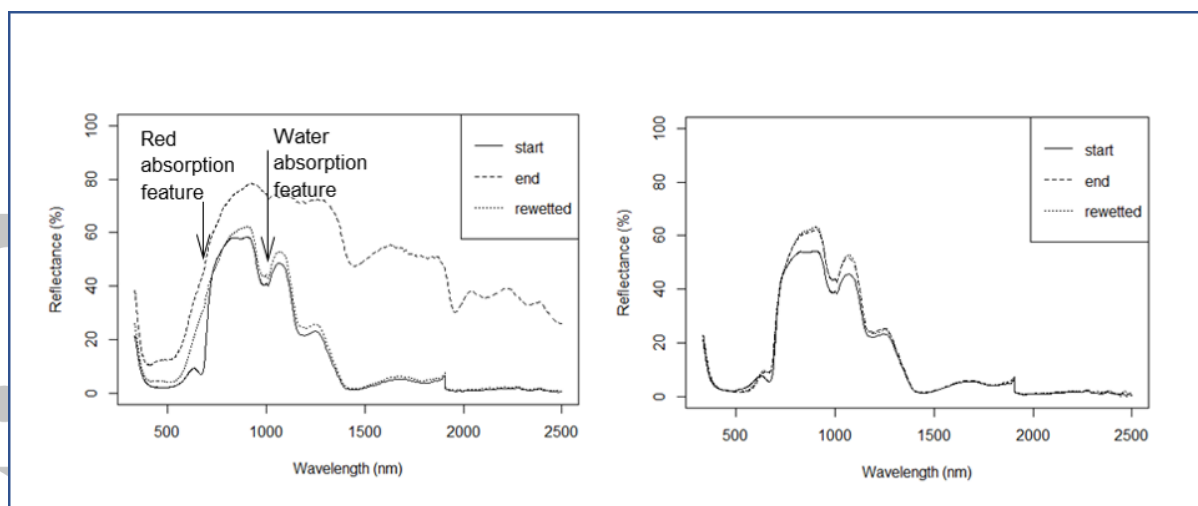 Red
absorption
feature
Water
absorption
feature
start
end
rewetted
Reflectance (%)
0
20
40
60
80
100
500
1000
1500
2000
2500
Wavelength (nm)
start
end
rewetted
Reflectance (%)
0
20
40
60
80
100
500
1000
1500
2000
2500
Wavelength (nm)